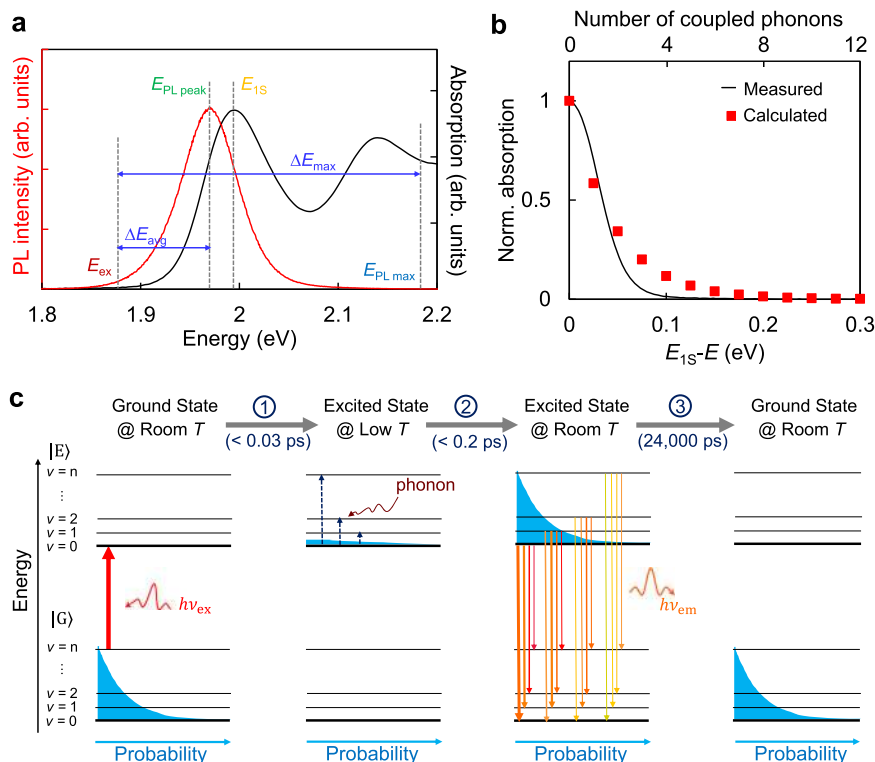 a
PL intensity (arb. units)
Absorption (arb. units)
E_PL peak
E_1S
ΔE_max
ΔE_avg
E_ex
E_PL max
1.8 1.9 2 2.1 2.2
Energy (eV)
b
Number of coupled phonons
0 4 8 12
Measured
Calculated
Norm. absorption
1
0.5
0
0 0.1 0.2 0.3
E_1S-E (eV)
c
Ground State
@ Room T
①
(< 0.03 ps)
Excited State
@ Low T
②
(< 0.2 ps)
Excited State
@ Room T
③
(24,000 ps)
Ground State
@ Room T
Energy
|E⟩
v = n
⋮
v = 2
v = 1
v = 0
phonon
hν_ex
hν_em
|G⟩
v = n
⋮
v = 2
v = 1
v = 0
Probability
Probability
Probability
Probability